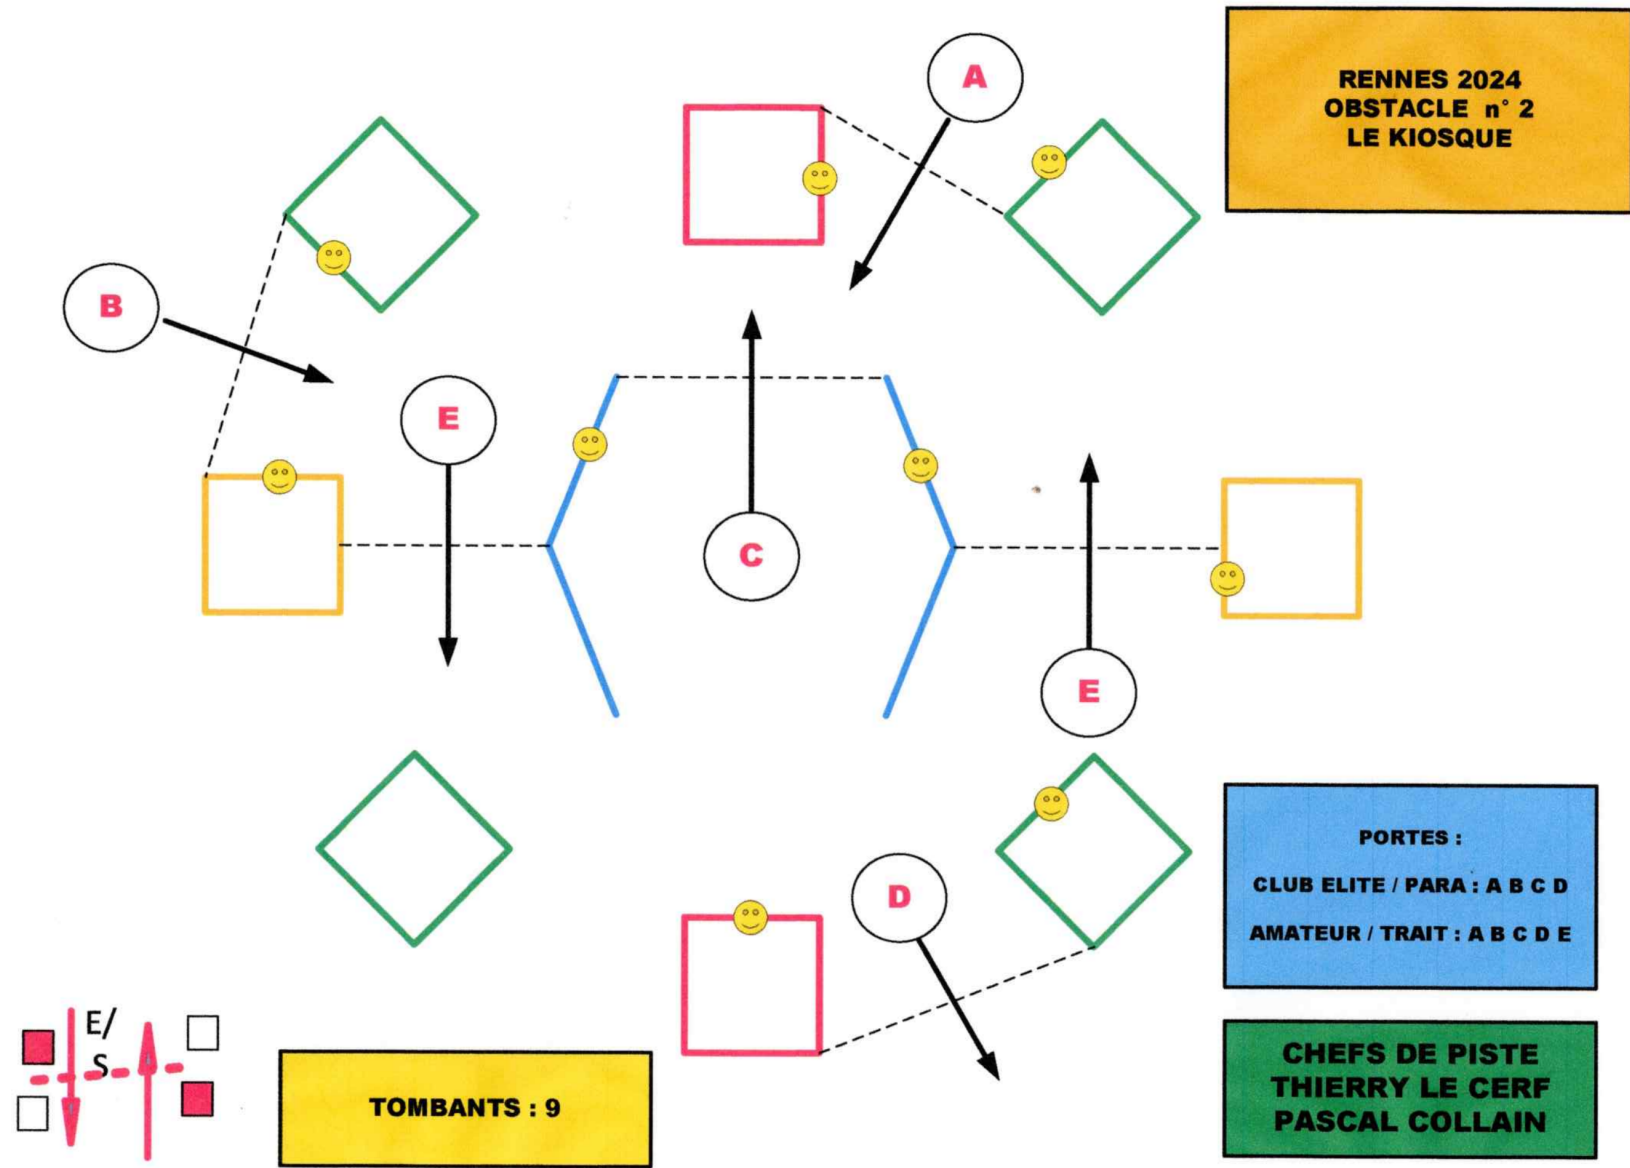 A
RENNES 2024
OBSTACLE n° 2
LE KIOSQUE
B
E
C
E
D
PORTES :
CLUB ELITE / PARA : A B C D
AMATEUR / TRAIT : A B C D E
E/
S
TOMBANTS : 9
CHEFS DE PISTE
THIERRY LE CERF
PASCAL COLLAIN